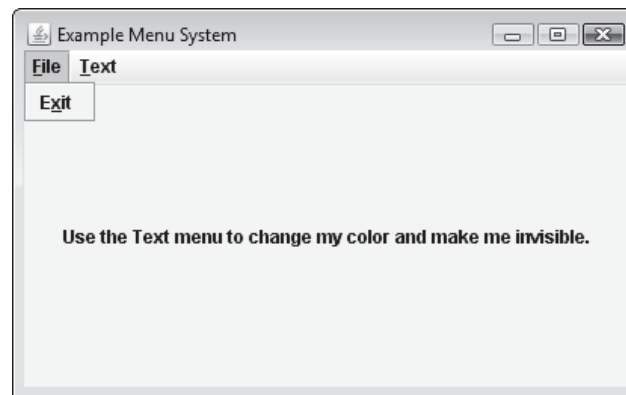 Example Menu System
File Text
Exit
Use the Text menu to change my color and make me invisible.